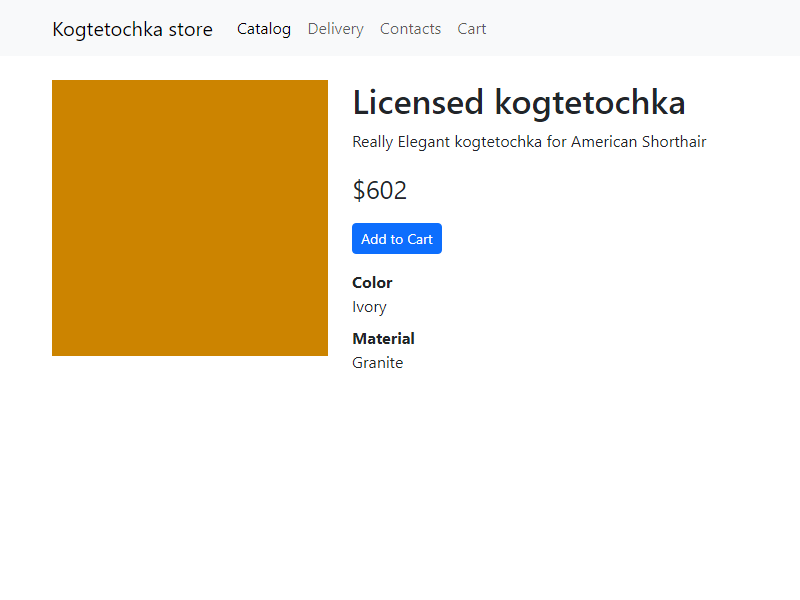 Kogtetochka store Catalog Delivery Contacts Cart
Licensed kogtetochka
Really Elegant kogtetochka for American Shorthair
$602
Add to Cart
Color
Ivory
Material
Granite